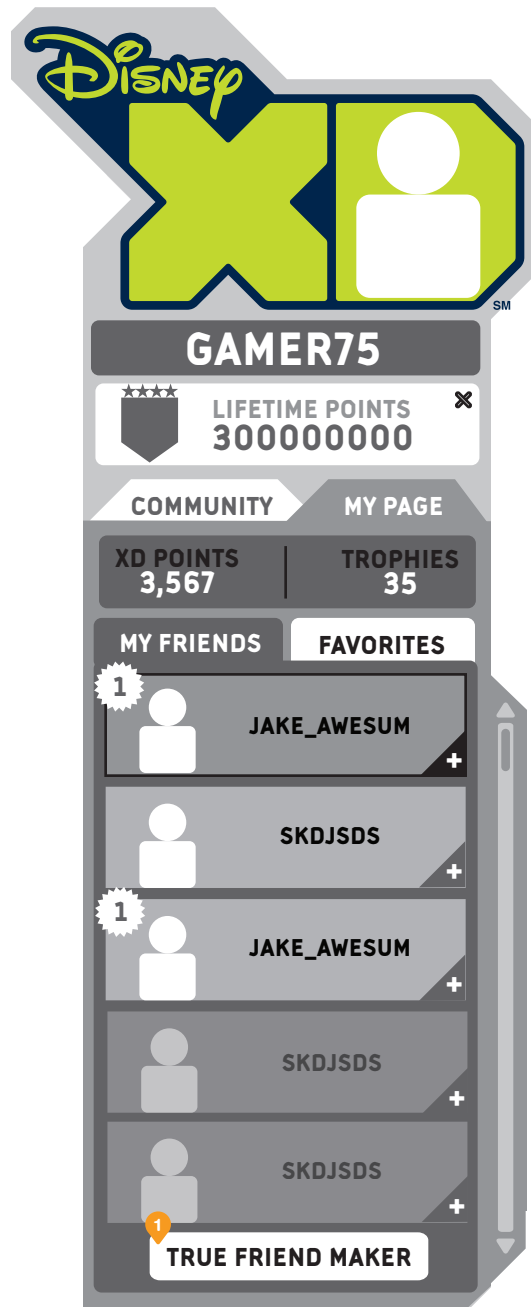 DISNEY
XD
SM
GAMER75
LIFETIME POINTS
300000000
COMMUNITY
MY PAGE
XD POINTS
3,567
TROPHIES
35
MY FRIENDS
FAVORITES
1
JAKE_AWESUM
+
SKDJSDS
+
1
JAKE_AWESUM
+
SKDJSDS
+
SKDJSDS
+
1
TRUE FRIEND MAKER